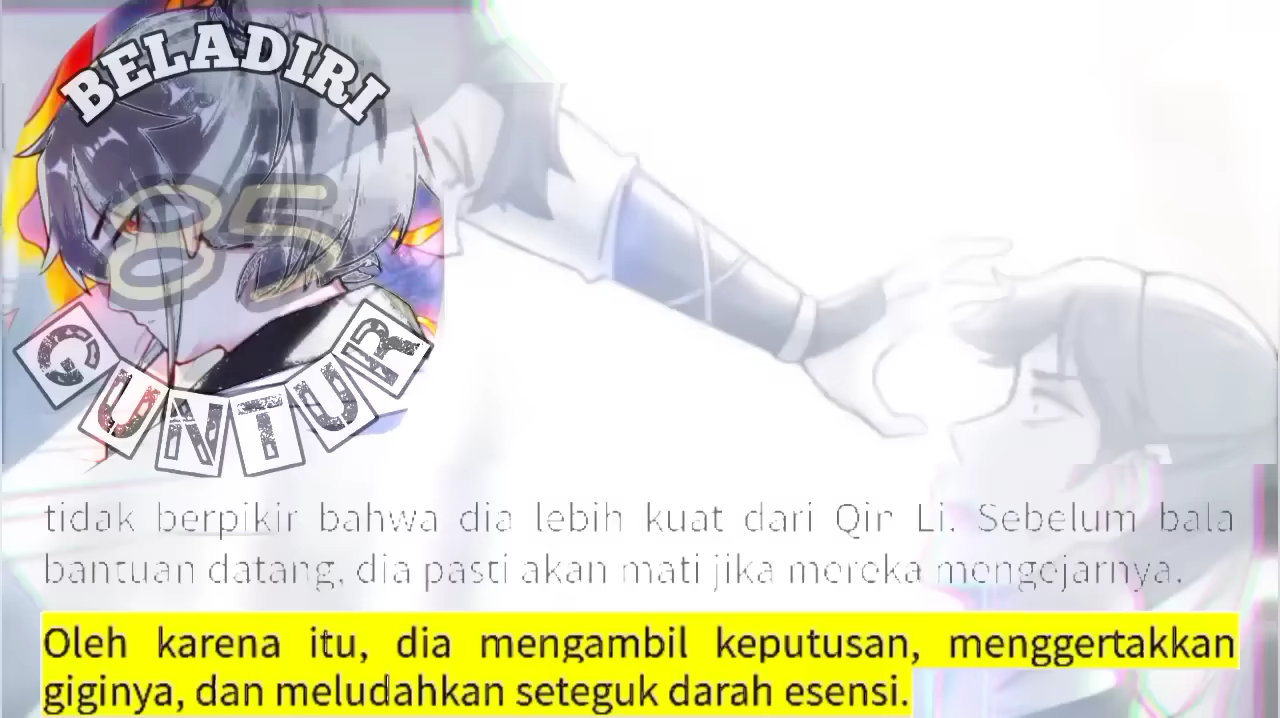 BELADIRI
85
GUNTUR
tidak berpikir bahwa dia lebih kuat dari Qin Li. Sebelum bala
bantuan datang, dia pasti akan mati jika mereka mengejarnya.
Oleh karena itu, dia mengambil keputusan, menggertakkan
giginya, dan meludahkan seteguk darah esensi.